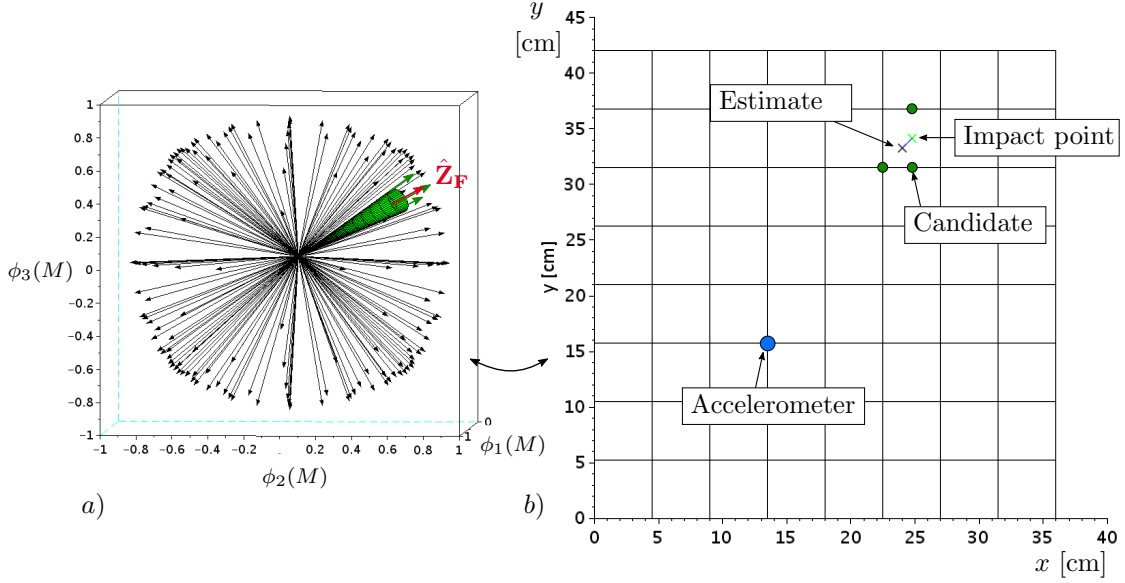 1
0.8
0.6
0.4
0.2
0
-0.2
-0.4
-0.6
-0.8
-1
ϕ₃(M)
-1 -0.8 -0.6 -0.4 -0.2 0.2 0.4 0.6 0.8 1
ϕ₂(M)
0
1
ϕ₁(M)
Ẑ_F
a)
y
[cm]
45
40
35
30
25
20
15
10
5
0
y [cm]
Estimate
Impact point
Candidate
Accelerometer
0 5 10 15 20 25 30 35 40
x [cm]
b)